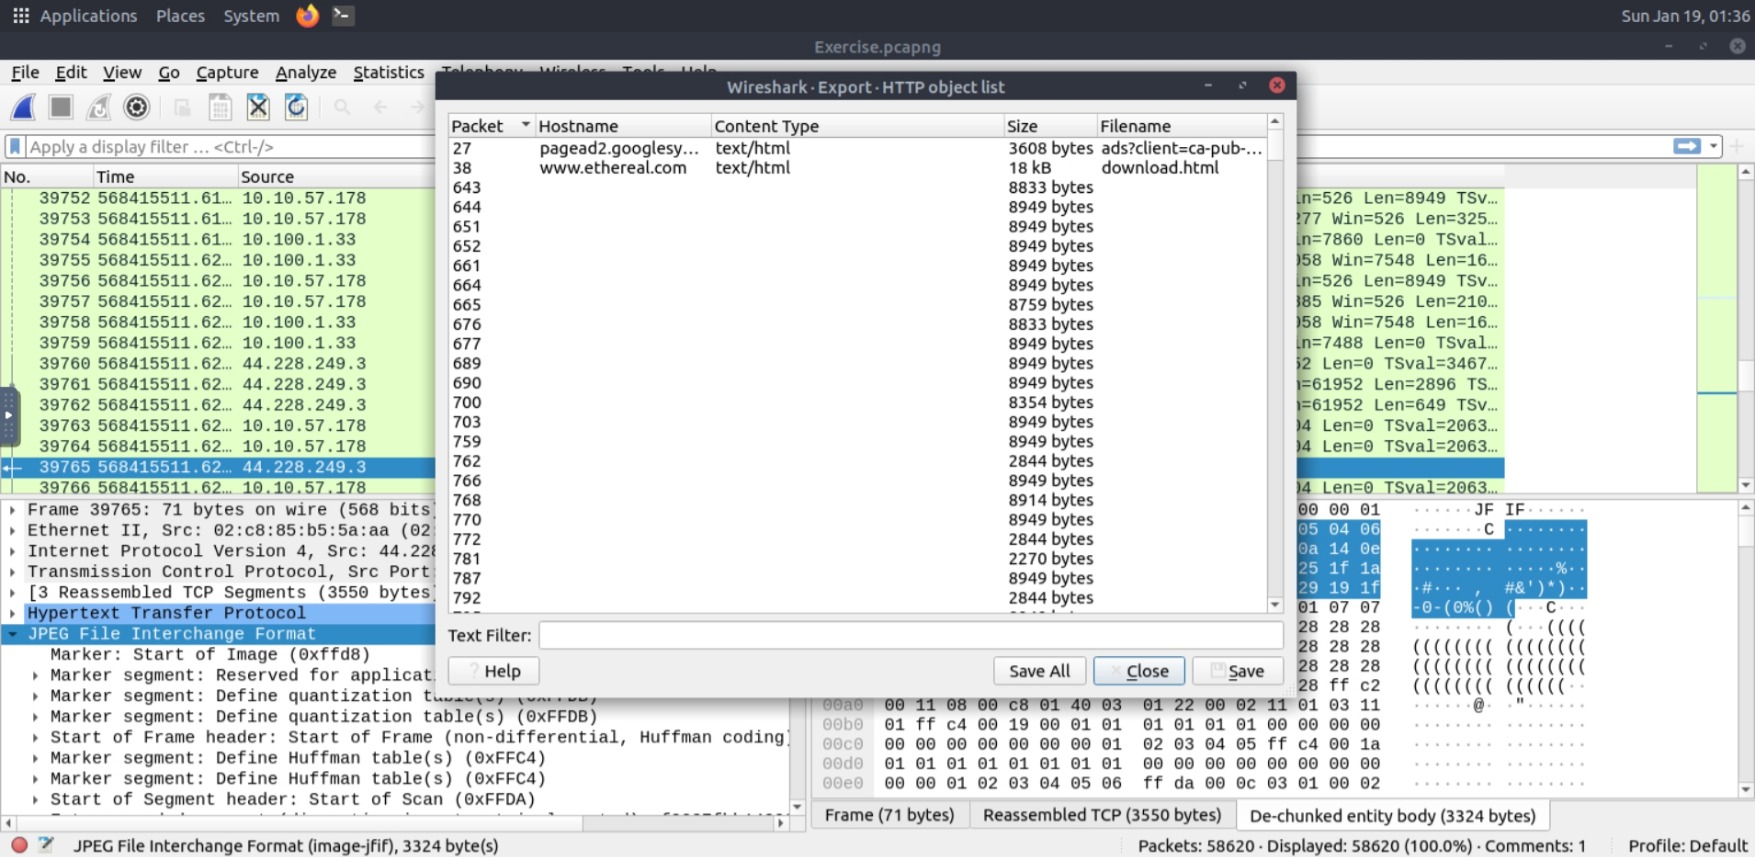 Applications Places System Sun Jan 19, 01:36
Exercise.pcapng
File Edit View Go Capture Analyze Statistics Telephony Wireless Tools Help
Wireshark · Export · HTTP object list
Apply a display filter … <Ctrl-/>
Packet Hostname Content Type Size Filename
27 pagead2.googlesy… text/html 3608 bytes ads?client=ca-pub-…
38 www.ethereal.com text/html 18 kB download.html
643 8833 bytes
644 8949 bytes
651 8949 bytes
652 8949 bytes
661 8949 bytes
664 8949 bytes
665 8759 bytes
676 8833 bytes
677 8949 bytes
689 8949 bytes
690 8949 bytes
700 8354 bytes
703 8949 bytes
759 8949 bytes
762 2844 bytes
766 8949 bytes
768 8914 bytes
770 8949 bytes
772 2844 bytes
781 2270 bytes
787 8949 bytes
792 2844 bytes
Text Filter:
Help Save All Close Save
No. Time Source
39752 568415511.61… 10.10.57.178 n=526 Len=8949 TSv…
39753 568415511.61… 10.10.57.178 277 Win=526 Len=325…
39754 568415511.61… 10.100.1.33 in=7860 Len=0 TSval…
39755 568415511.62… 10.100.1.33 058 Win=7548 Len=16…
39756 568415511.62… 10.10.57.178 n=526 Len=8949 TSv…
39757 568415511.62… 10.10.57.178 885 Win=526 Len=210…
39758 568415511.62… 10.100.1.33 058 Win=7548 Len=16…
39759 568415511.62… 10.100.1.33 in=7488 Len=0 TSval…
39760 568415511.62… 44.228.249.3 52 Len=0 TSval=3467…
39761 568415511.62… 44.228.249.3 =61952 Len=2896 TS…
39762 568415511.62… 44.228.249.3 =61952 Len=649 TSv…
39763 568415511.62… 10.10.57.178 04 Len=0 TSval=2063…
39764 568415511.62… 10.10.57.178 04 Len=0 TSval=2063…
39765 568415511.62… 44.228.249.3
39766 568415511.62… 10.10.57.178 04 Len=0 TSval=2063…
Frame 39765: 71 bytes on wire (568 bits)
Ethernet II, Src: 02:c8:85:b5:5a:aa (02:
Internet Protocol Version 4, Src: 44.228
Transmission Control Protocol, Src Port:
[3 Reassembled TCP Segments (3550 bytes)
Hypertext Transfer Protocol
JPEG File Interchange Format
Marker: Start of Image (0xffd8)
Marker segment: Reserved for applicat
Marker segment: Define quantization table(s) (0xFFDB)
Marker segment: Define quantization table(s) (0xFFDB)
Start of Frame header: Start of Frame (non-differential, Huffman coding)
Marker segment: Define Huffman table(s) (0xFFC4)
Marker segment: Define Huffman table(s) (0xFFC4)
Start of Segment header: Start of Scan (0xFFDA)
00 00 01 ······JF IF······
05 04 06 ·······C ········
0a 14 0e ········ ········
25 1f 1a ········ ·····%··
29 19 1f ·#··· , #&')*)··
01 07 07 -0-(0%() (···C···
28 28 28 ········ (···((((
28 28 28 (((((((( ((((((((
28 28 28 (((((((( ((((((((
28 ff c2 (((((((( ((((((··
00a0 00 11 08 00 c8 01 40 03 01 22 00 02 11 01 03 11 ······@· ·"······
00b0 01 ff c4 00 19 00 01 01 01 01 01 01 00 00 00 00
00c0 00 00 00 00 00 00 00 01 02 03 04 05 ff c4 00 1a
00d0 01 01 01 01 01 01 01 01 00 00 00 00 00 00 00 00
00e0 00 00 01 02 03 04 05 06 ff da 00 0c 03 01 00 02
Frame (71 bytes) Reassembled TCP (3550 bytes) De-chunked entity body (3324 bytes)
JPEG File Interchange Format (image-jfif), 3324 byte(s) Packets: 58620 · Displayed: 58620 (100.0%) · Comments: 1 Profile: Default